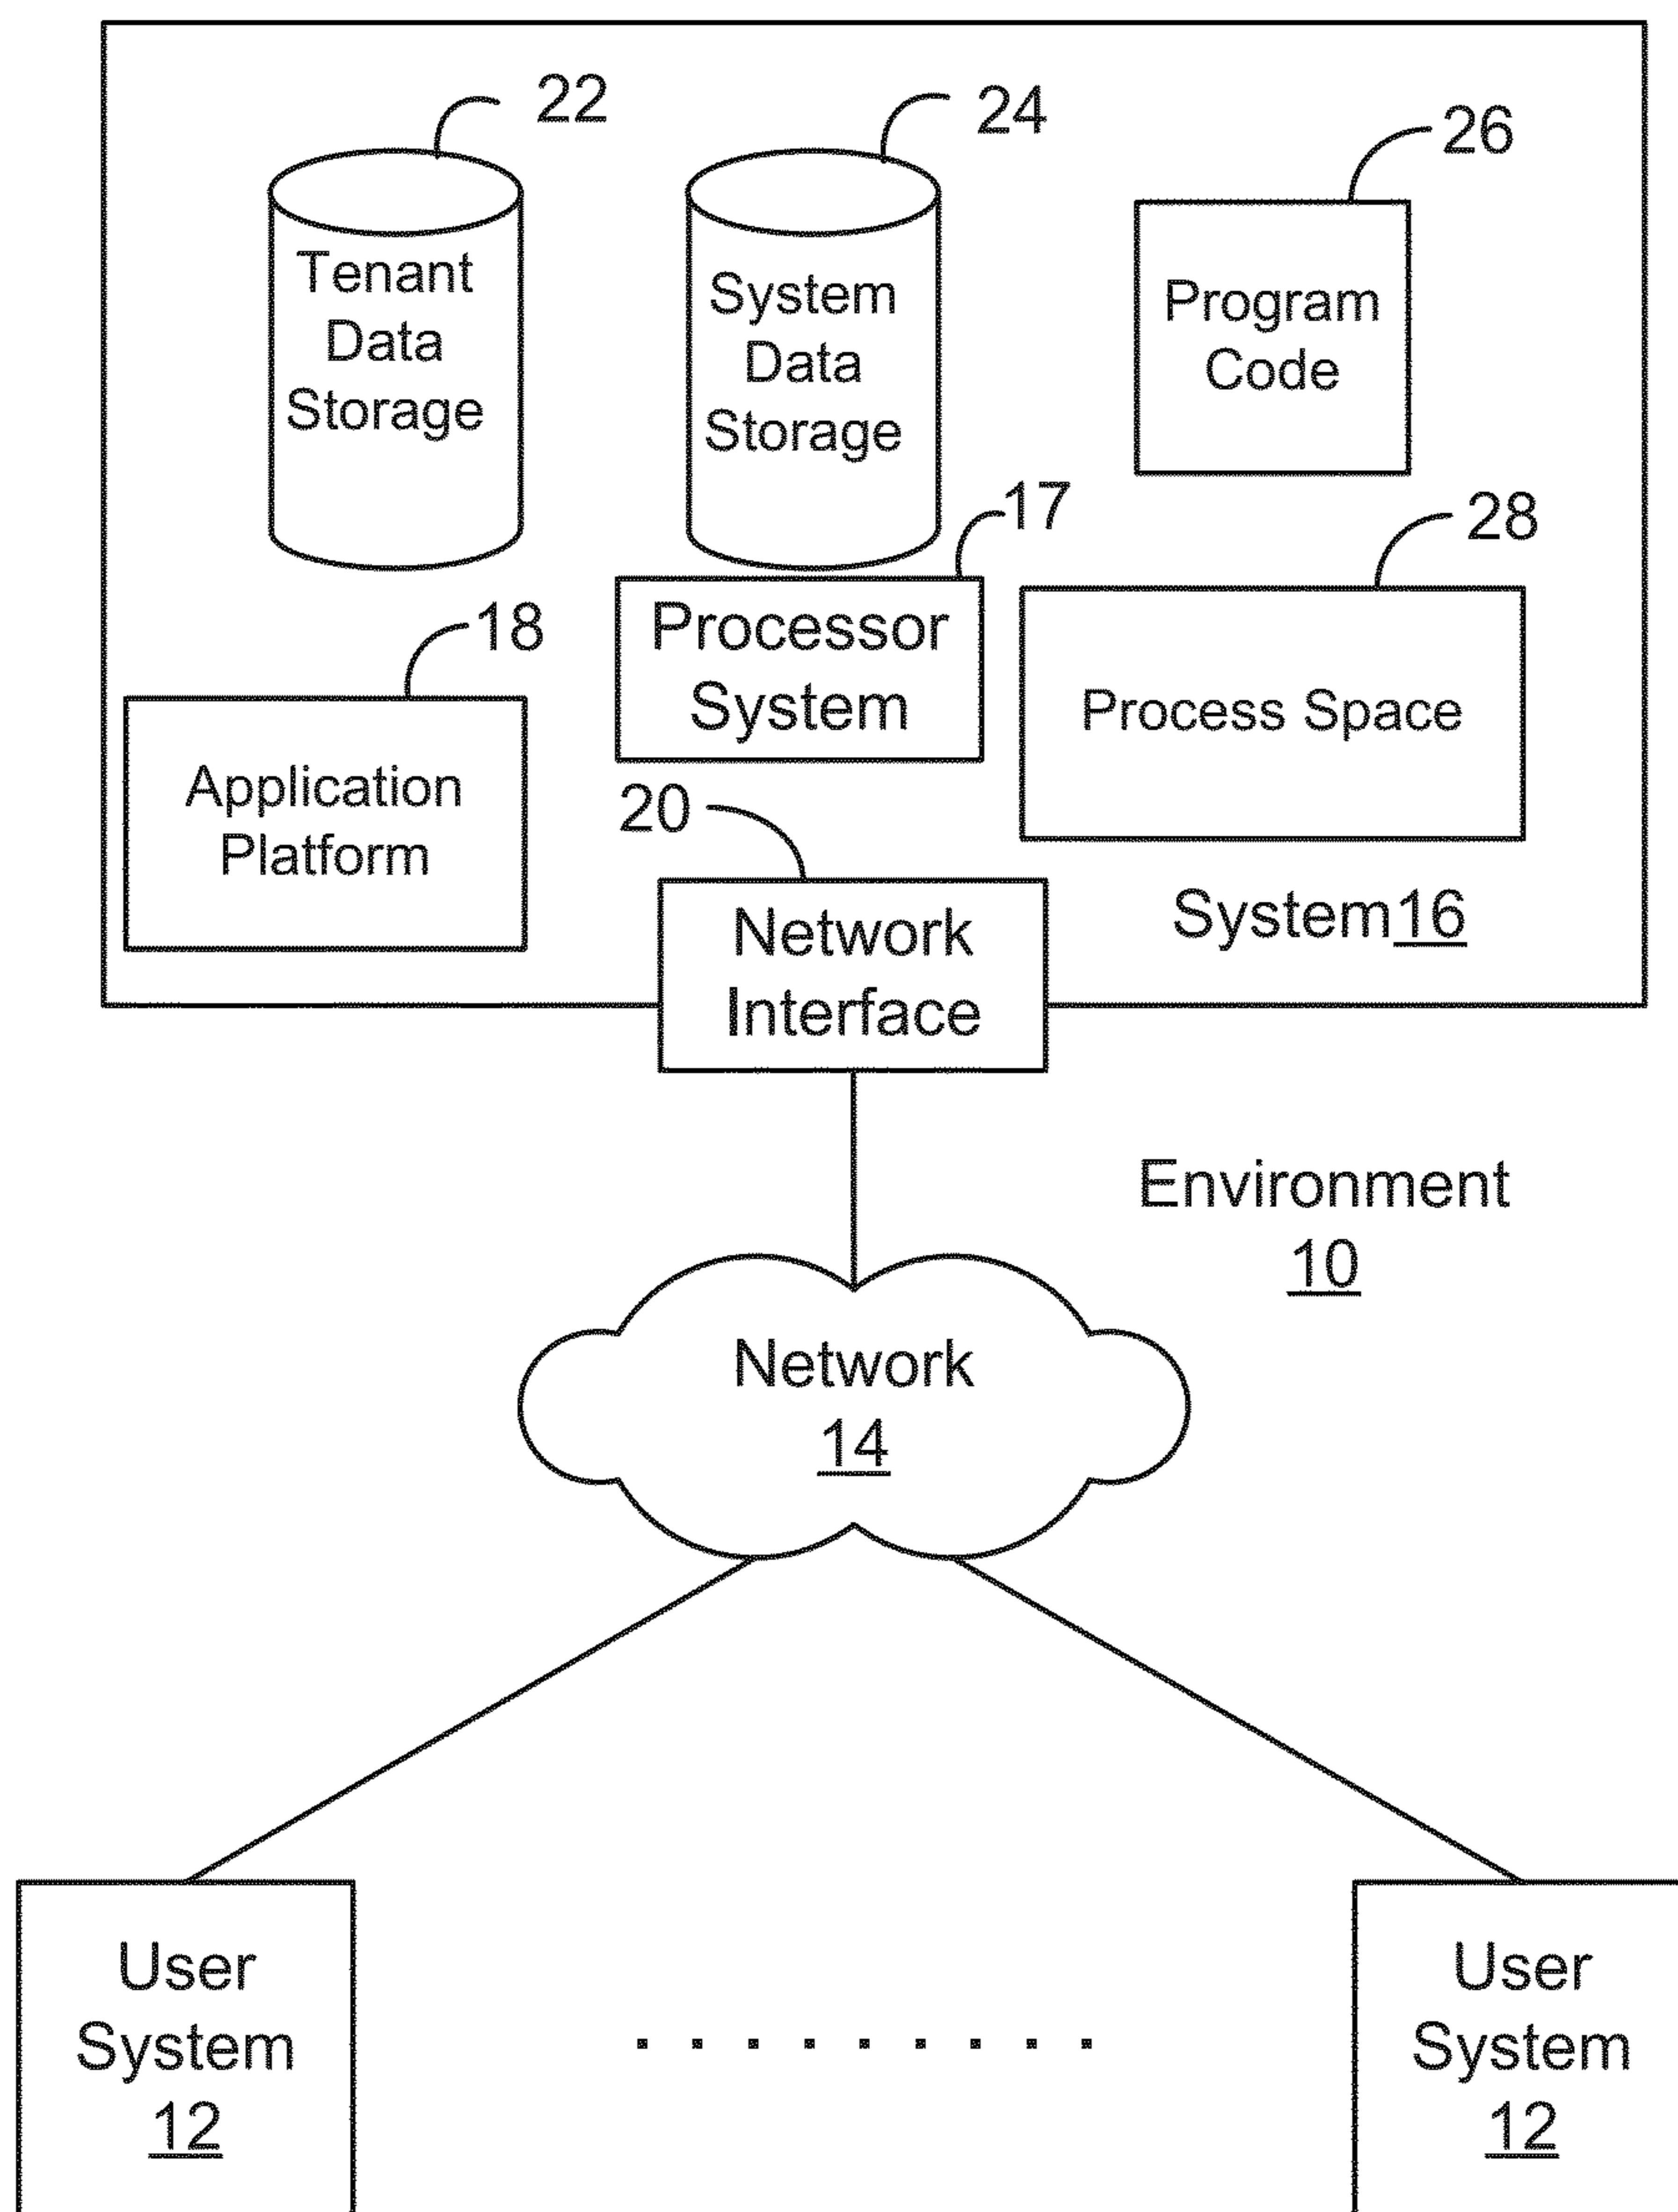 22
24
26
Tenant
Data
Storage
System
Data
Storage
Program
Code
17
28
18
Processor
System
Process Space
Application
Platform
20
System16
Network
Interface
Environment
10
Network
14
User
System
12
User
System
12